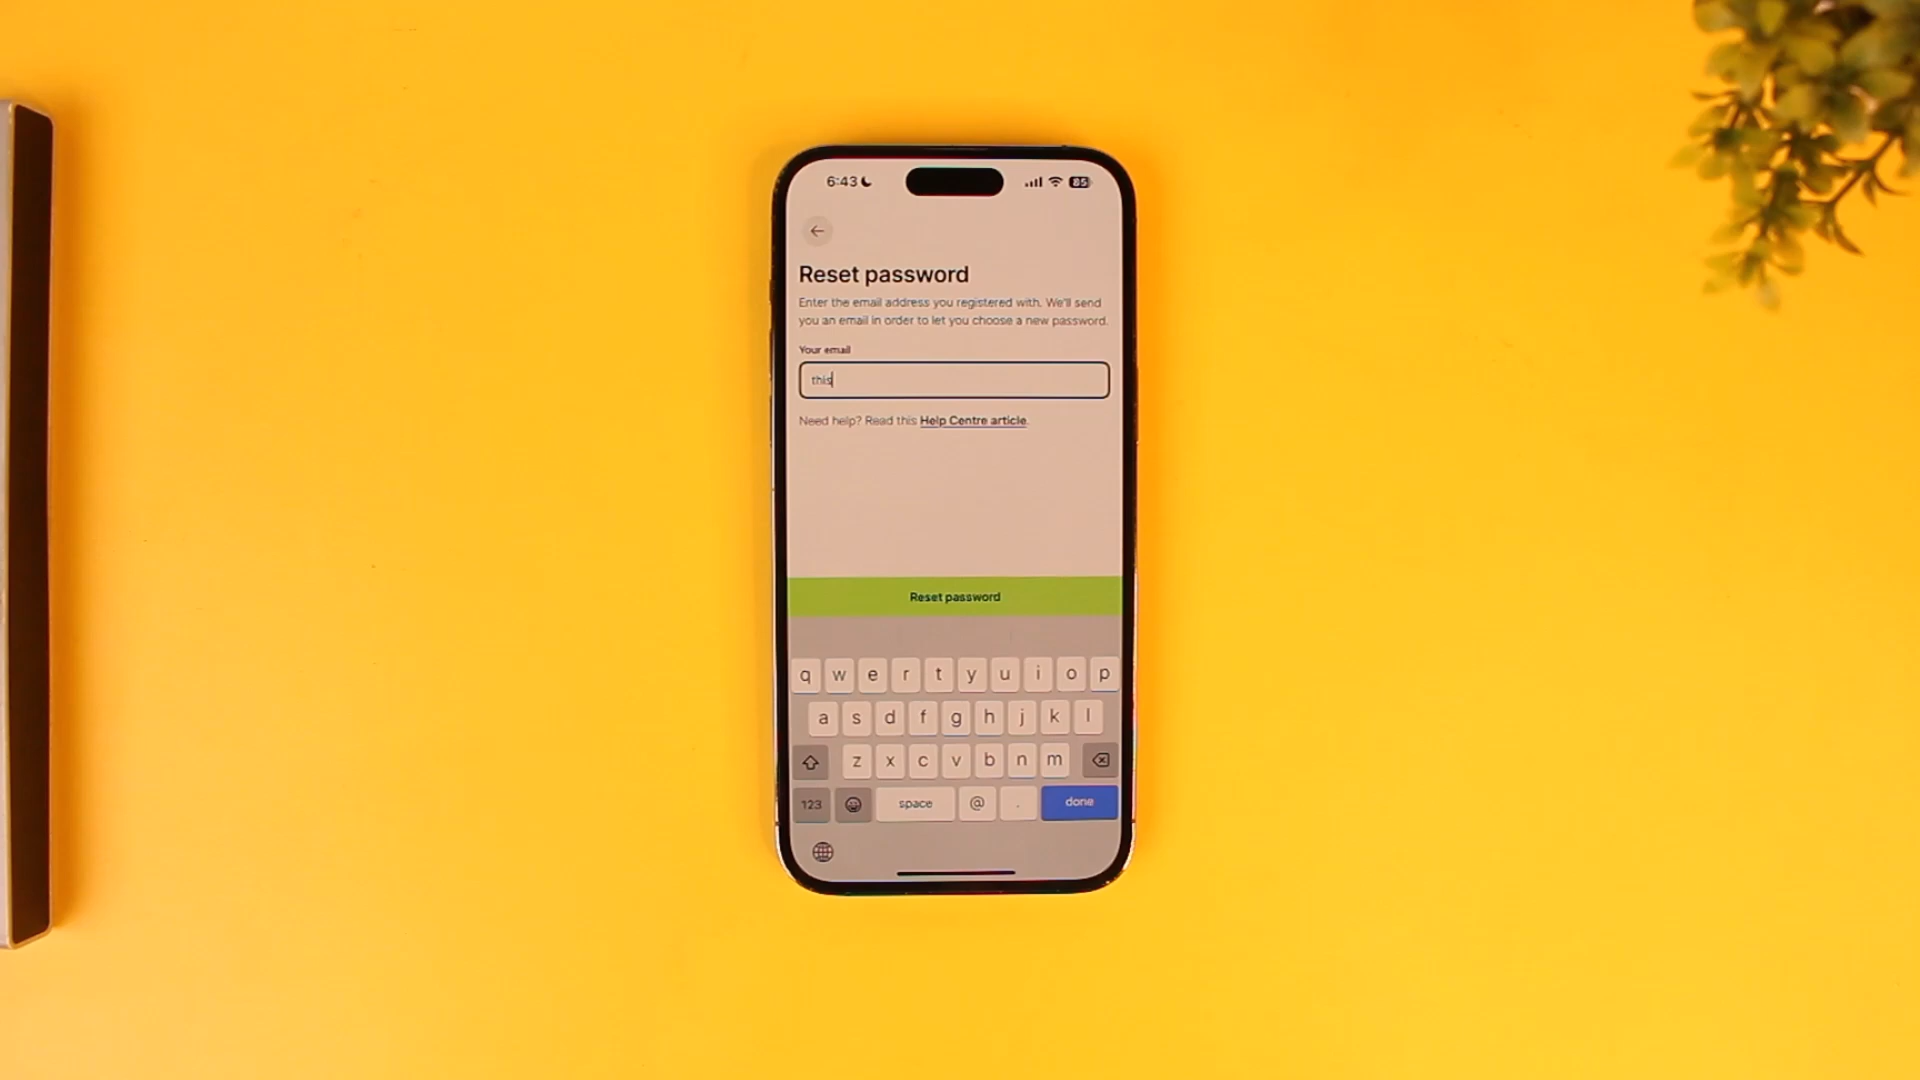 6:43
85
Reset password
Enter the email address you registered with. We'll send
you an email in order to let you choose a new password.
Your email
this
Need help? Read this Help Centre article.
Reset password
q w e r t y u i o p
a s d f g h j k l
z x c v b n m
123 space @ . done